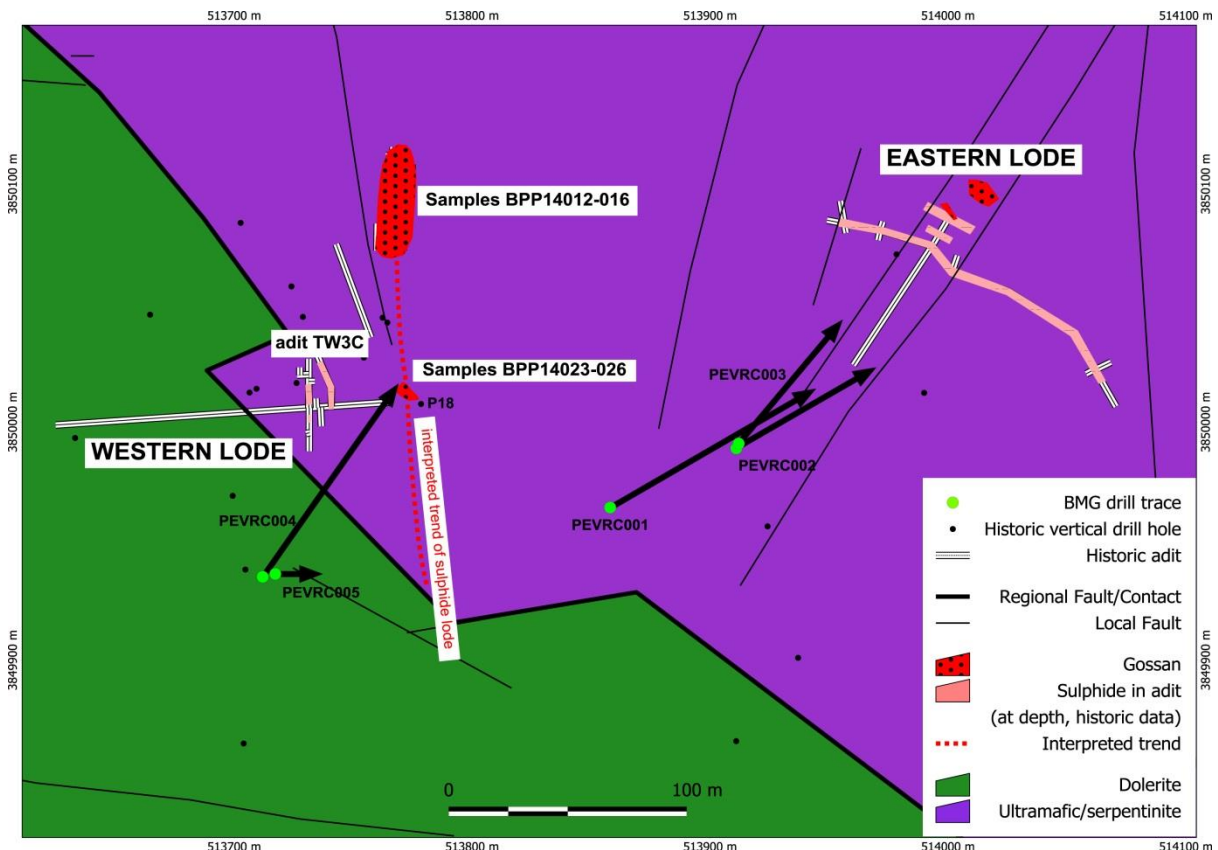 513700 m
513800 m
513900 m
514000 m
514100 m
3850100 m
3850100 m
EASTERN LODE
Samples BPP14012-016
adit TW3C
Samples BPP14023-026
PEVRC003
P18
3850000 m
3850000 m
WESTERN LODE
interpreted trend of sulphide lode
PEVRC002
PEVRC004
PEVRC001
PEVRC005
3849900 m
3849900 m
BMG drill trace
Historic vertical drill hole
Historic adit
Regional Fault/Contact
Local Fault
Gossan
Sulphide in adit
(at depth, historic data)
Interpreted trend
Dolerite
Ultramafic/serpentinite
0
100 m
513700 m
513800 m
513900 m
514000 m
514100 m